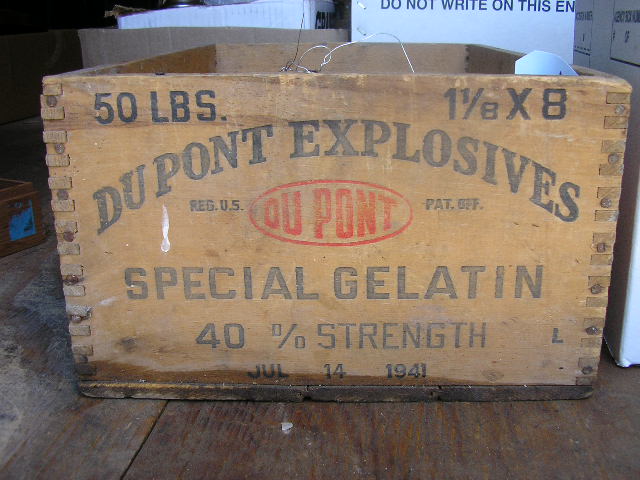 DO NOT WRITE ON THIS EN
50 LBS. 1⅛ X 8
DU PONT EXPLOSIVES
REG. U.S. DU PONT PAT. OFF.
SPECIAL GELATIN
40 % STRENGTH L
JUL 14 1941